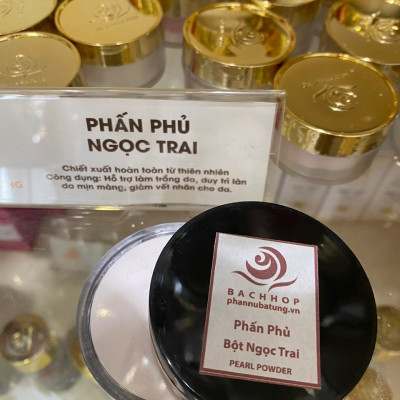 PHẤN PHỦ
NGỌC TRAI
Chiết xuất hoàn toàn từ thiên nhiên
Công dụng: Hỗ trợ làm trắng da, duy trì làn
da mịn màng, giảm vết nhăn cho da.
BACHHOP
phannubatung.vn
Phấn Phủ
Bột Ngọc Trai
PEARL POWDER